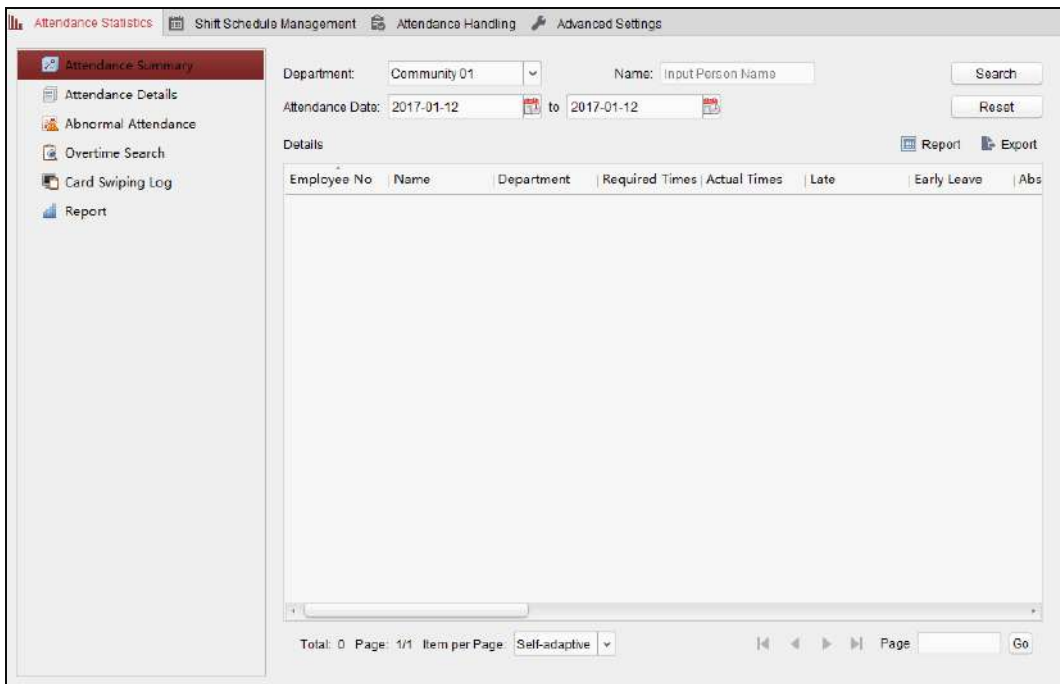 Attendance Statistics Shift Schedule Management Attendance Handling Advanced Settings
Attendance Summary
Attendance Details
Abnormal Attendance
Overtime Search
Card Swiping Log
Report
Department: Community 01 Name: Input Person Name Search
Attendance Date: 2017-01-12 to 2017-01-12 Reset
Details Report Export
Employee No Name Department Required Times Actual Times Late Early Leave Abs
Total: 0 Page: 1/1 Item per Page: Self-adaptive Page Go